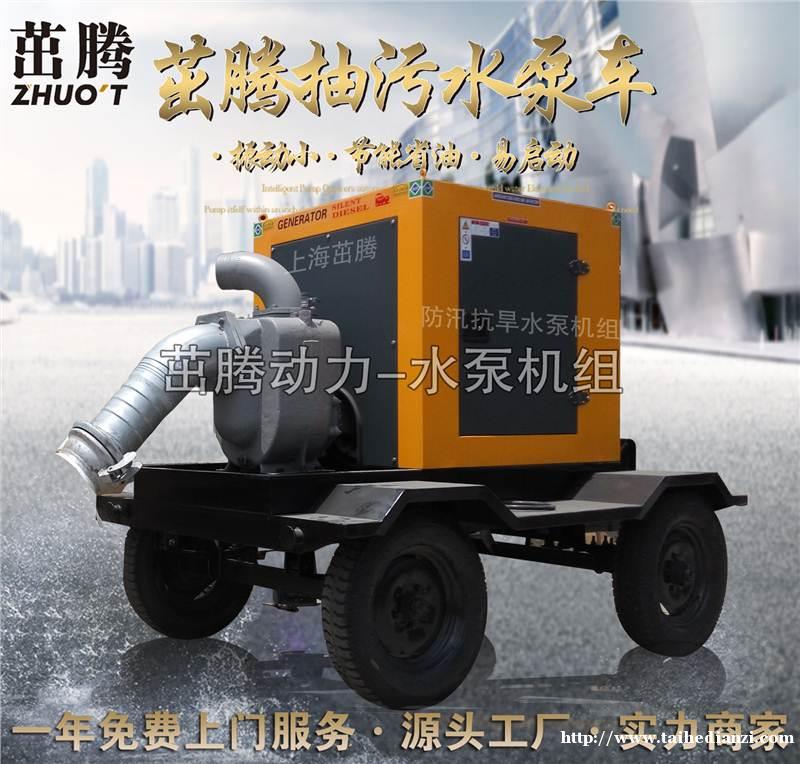 茁腾
ZHUO'T
茁腾抽污水泵车
·振动小·节能省油·易启动
GENERATOR SILENT DIESEL
上海茁腾
防汛抗旱水泵机组
茁腾动力-水泵机组
一年免费上门服务·源头工厂·实力商家
http://www.taihedianzi.com